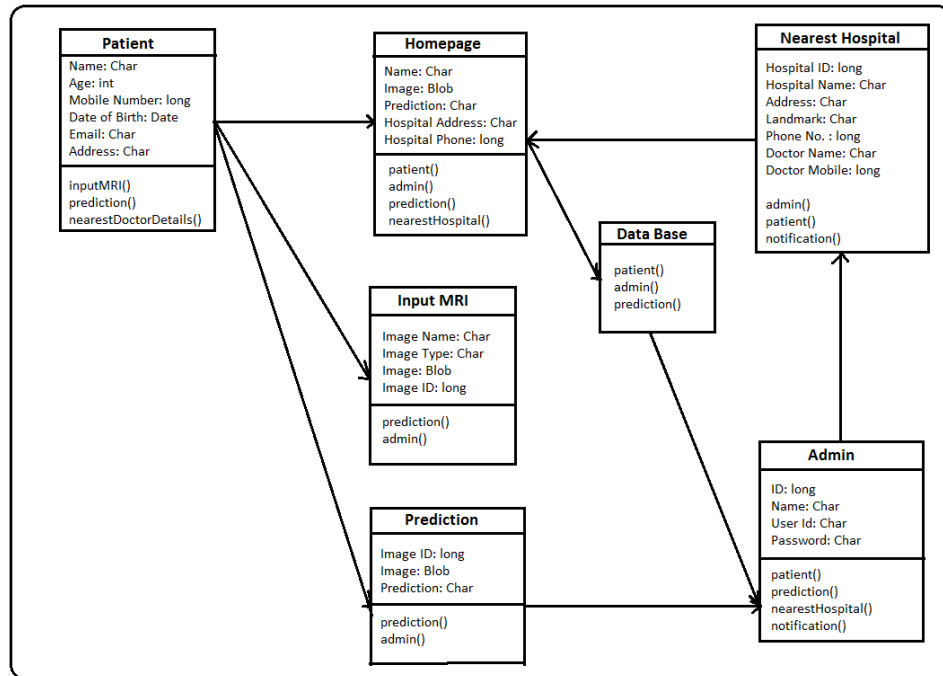 Patient
Name: Char
Age: int
Mobile Number: long
Date of Birth: Date
Email: Char
Address: Char
inputMRI()
prediction()
nearestDoctorDetails()
Homepage
Name: Char
Image: Blob
Prediction: Char
Hospital Address: Char
Hospital Phone: long
patient()
admin()
prediction()
nearestHospital()
Nearest Hospital
Hospital ID: long
Hospital Name: Char
Address: Char
Landmark: Char
Phone No. : long
Doctor Name: Char
Doctor Mobile: long
admin()
patient()
notification()
Data Base
patient()
admin()
prediction()
Input MRI
Image Name: Char
Image Type: Char
Image: Blob
Image ID: long
prediction()
admin()
Prediction
Image ID: long
Image: Blob
Prediction: Char
prediction()
admin()
Admin
ID: long
Name: Char
User Id: Char
Password: Char
patient()
prediction()
nearestHospital()
notification()